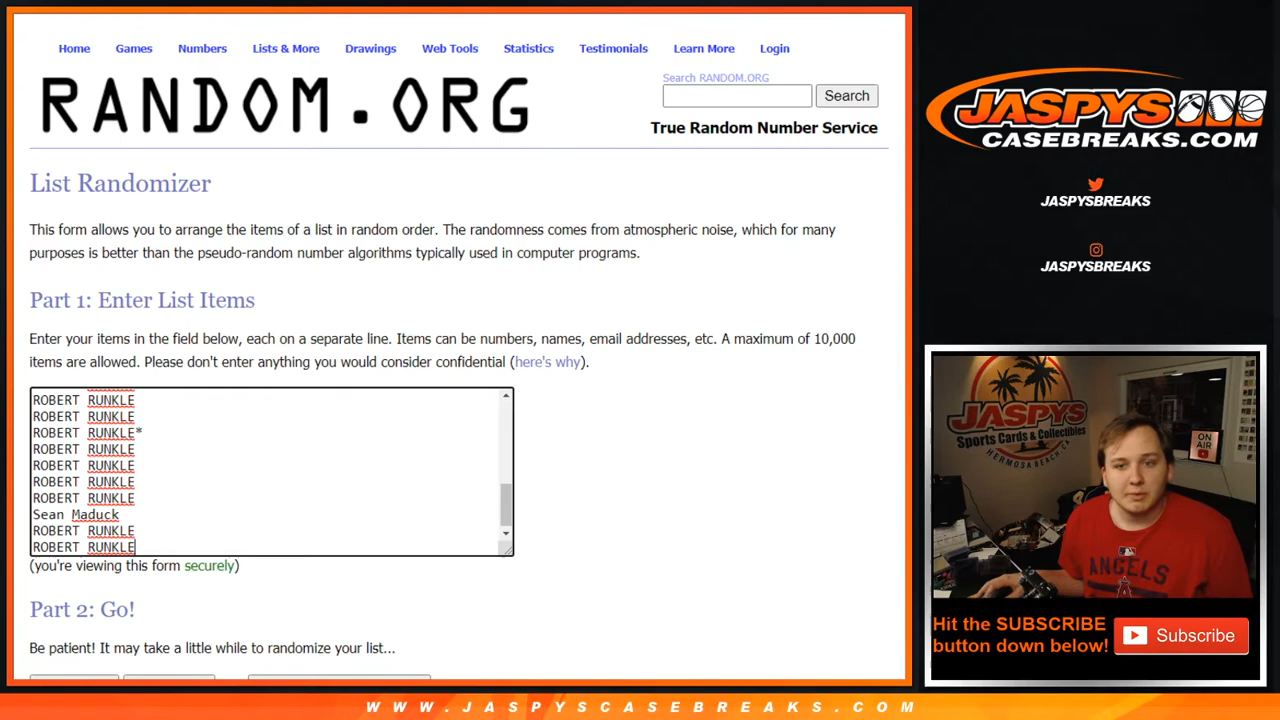 Home Games Numbers Lists & More Drawings Web Tools Statistics Testimonials Learn More Login
RANDOM.ORG
Search RANDOM.ORG
Search
True Random Number Service
List Randomizer
This form allows you to arrange the items of a list in random order. The randomness comes from atmospheric noise, which for many
purposes is better than the pseudo-random number algorithms typically used in computer programs.
Part 1: Enter List Items
Enter your items in the field below, each on a separate line. Items can be numbers, names, email addresses, etc. A maximum of 10,000
items are allowed. Please don't enter anything you would consider confidential (here's why).
ROBERT RUNKLE
ROBERT RUNKLE
ROBERT RUNKLE*
ROBERT RUNKLE
ROBERT RUNKLE
ROBERT RUNKLE
ROBERT RUNKLE
Sean Maduck
ROBERT RUNKLE
ROBERT RUNKLE
(you're viewing this form securely)
Part 2: Go!
Be patient! It may take a little while to randomize your list...
JASPYS
CASEBREAKS.COM
JASPYSBREAKS
JASPYSBREAKS
JASPYS
Sports Cards & Collectibles
HERMOSA BEACH, CA
ON
AIR
ANGELS
Hit the SUBSCRIBE
button down below!
Subscribe
WWW.JASPYSCASEBREAKS.COM